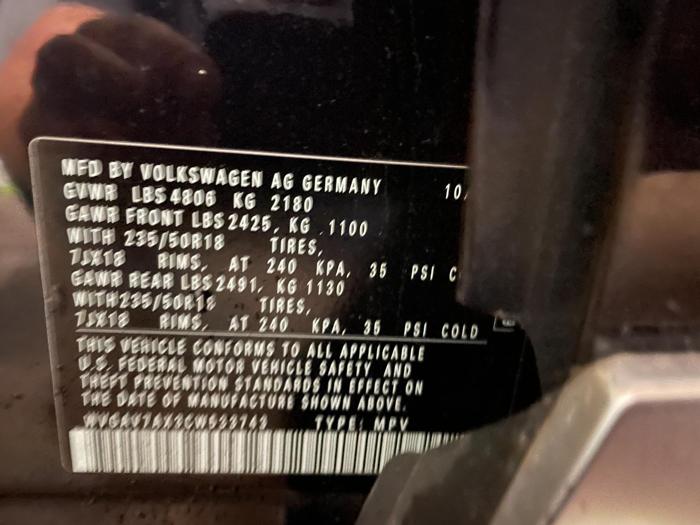 MFD BY VOLKSWAGEN AG GERMANY 10/
GVWR LBS 4806 KG 2180
GAWR FRONT LBS 2425, KG 1100
WITH 235/50R18 TIRES,
7JX18 RIMS, AT 240 KPA, 35 PSI C
GAWR REAR LBS 2491, KG 1130
WITH 235/50R18 TIRES,
7JX18 RIMS, AT 240 KPA, 35 PSI COLD
THIS VEHICLE CONFORMS TO ALL APPLICABLE
U.S. FEDERAL MOTOR VEHICLE SAFETY AND
THEFT PREVENTION STANDARDS IN EFFECT ON
THE DATE OF MANUFACTURE SHOWN ABOVE.
TYPE: MPV